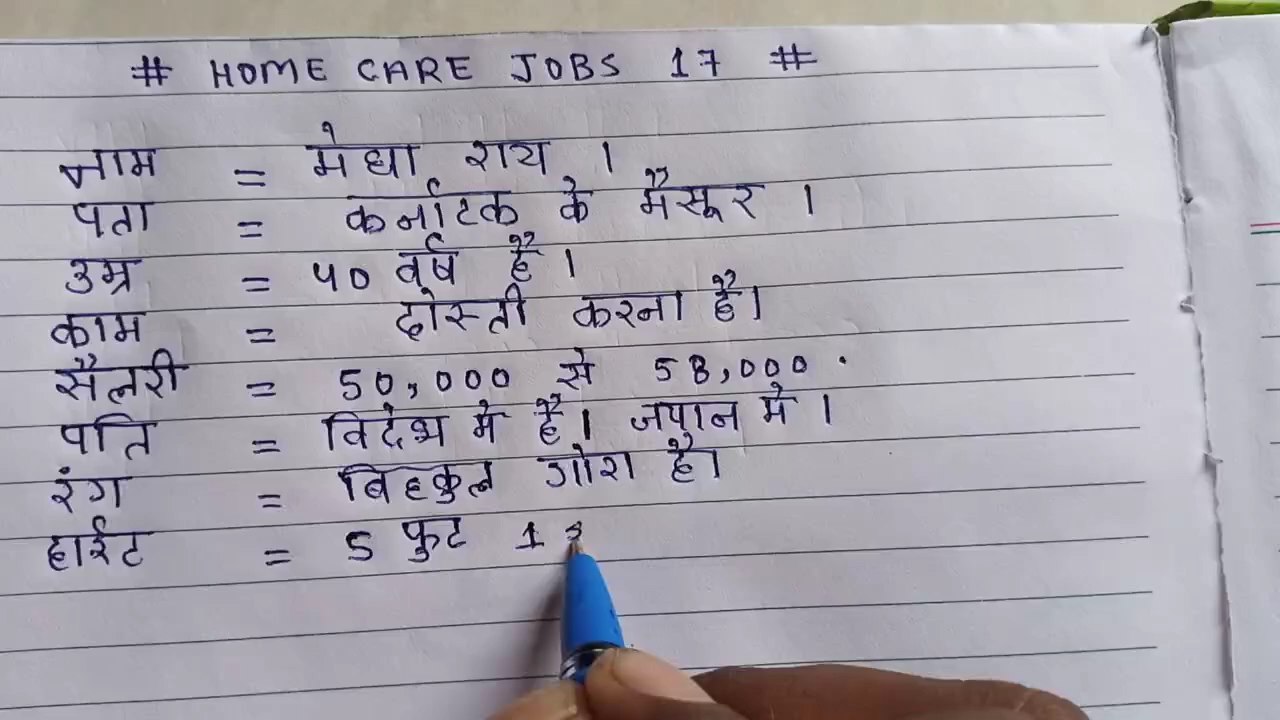 # HOME CARE JOBS 17 #
नाम = मेघा राय ।
पता = कर्नाटक के मैसूर ।
उम्र = 40 वर्ष है ।
काम = दोस्ती करना है।
सैलरी = 50,000 से 58,000 .
पति = विदेश में है। जपान मे ।
रंग = बिल्कुल गोरा है।
हाईट = 5 फुट 1